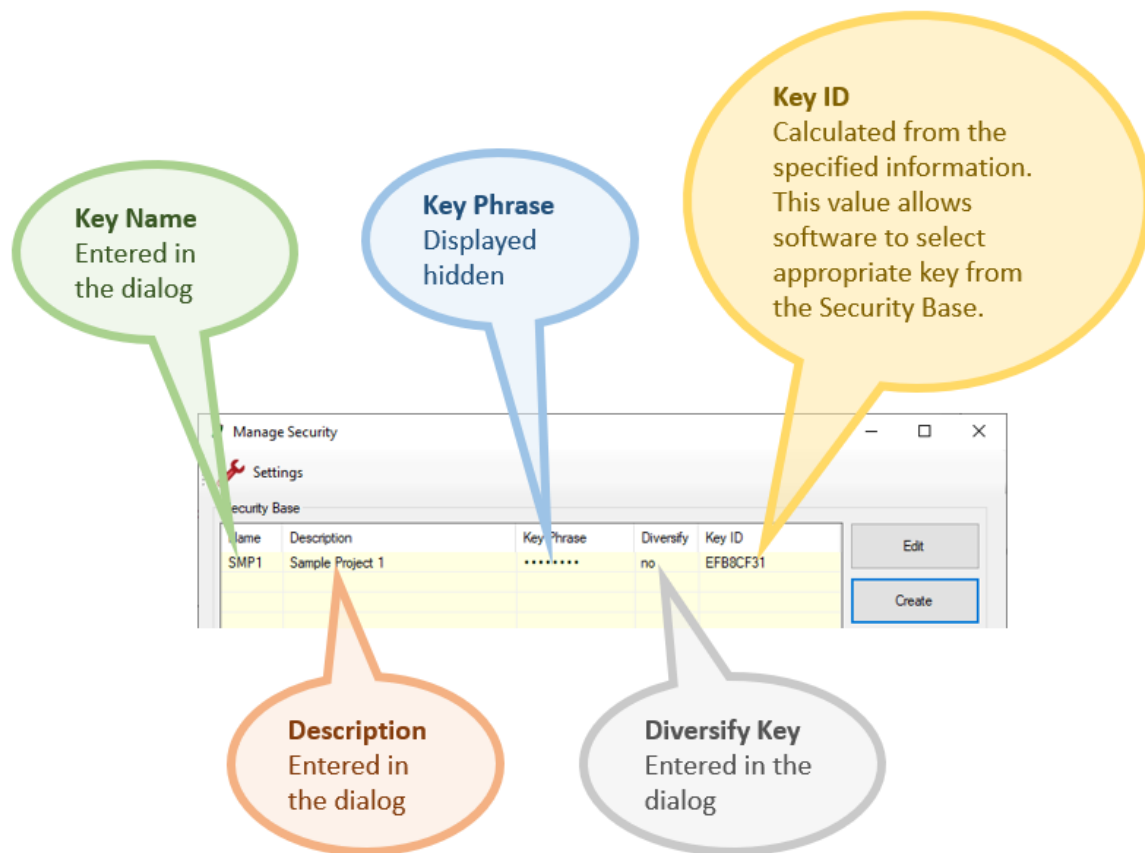 Key ID
Calculated from the
specified information.
This value allows
software to select
appropriate key from
the Security Base.
Key Name
Entered in
the dialog
Key Phrase
Displayed
hidden
Manage Security
Settings
ecurity Base
Name Description Key Phrase Diversify Key ID
SMP1 Sample Project 1 •••••••• no EFB8CF31
Edit
Create
Description
Entered in
the dialog
Diversify Key
Entered in the
dialog